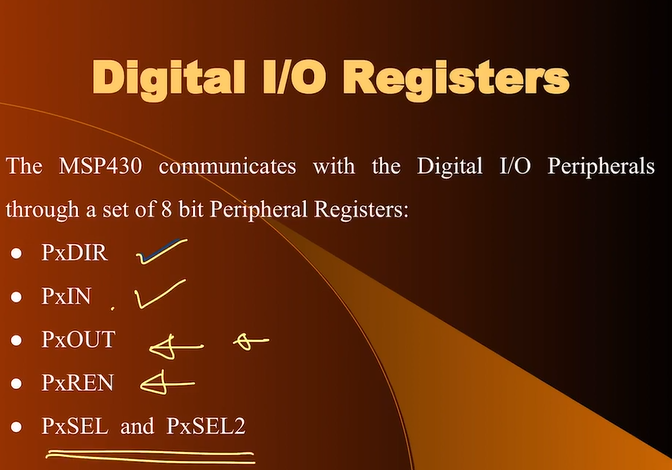 Digital I/O Registers
The MSP430 communicates with the Digital I/O Peripherals
through a set of 8 bit Peripheral Registers:
● PxDIR
● PxIN
● PxOUT
● PxREN
● PxSEL and PxSEL2